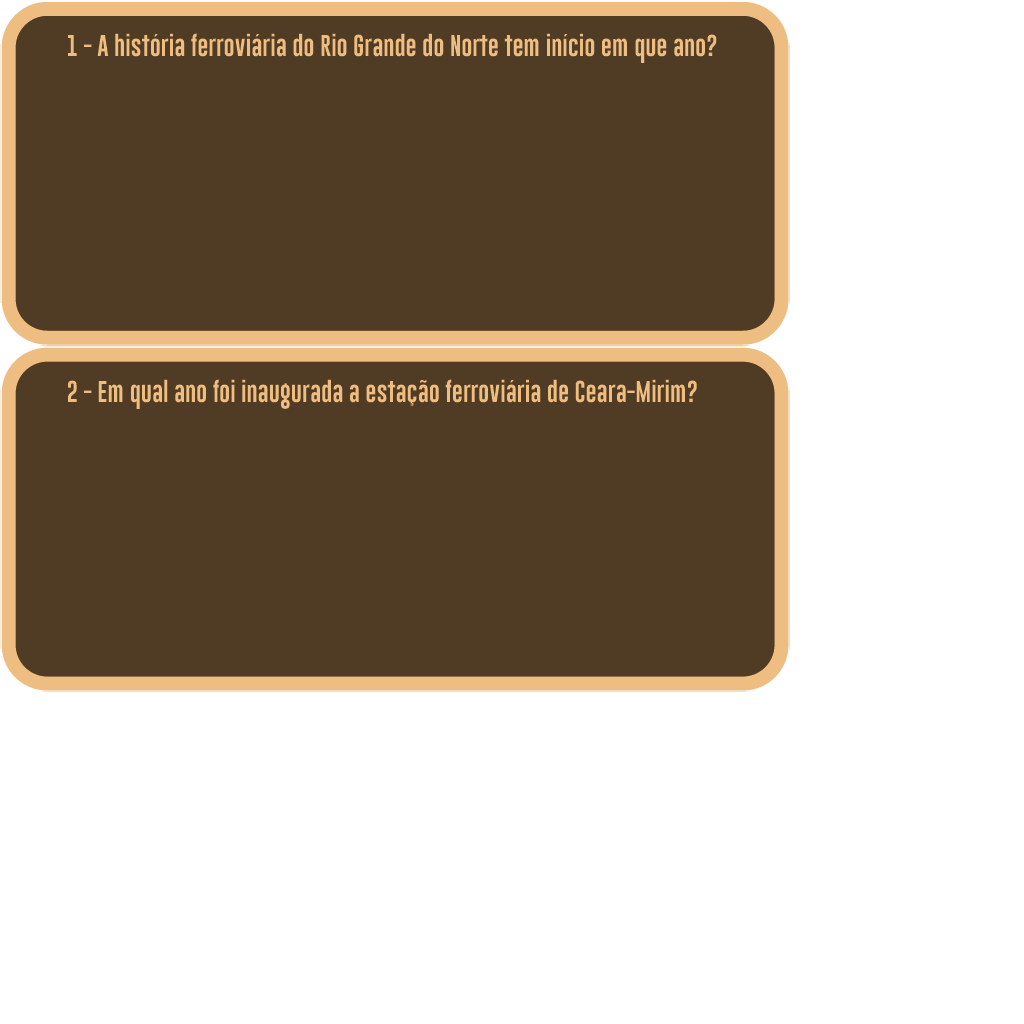 1 - A história ferroviária do Rio Grande do Norte tem início em que ano?
2 - Em qual ano foi inaugurada a estação ferroviária de Ceara-Mirim?